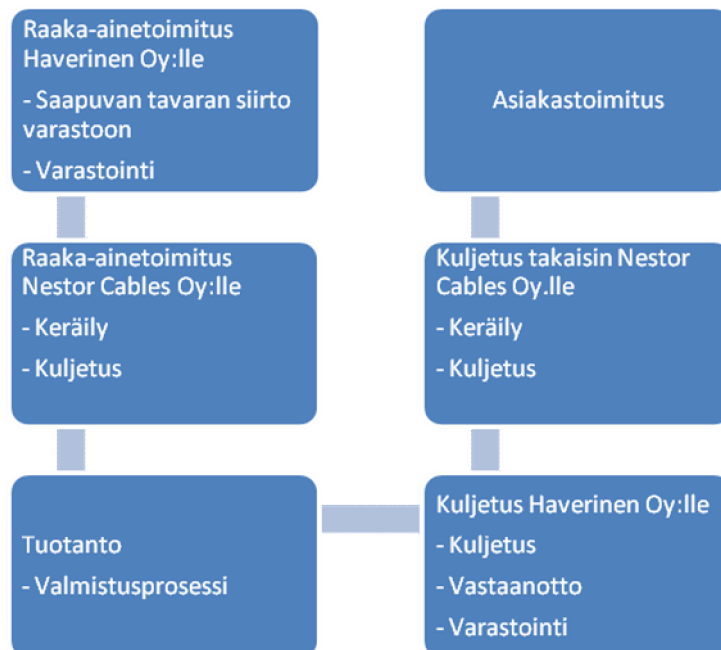 Raaka-ainetoimitus
Haverinen Oy:lle
- Saapuvan tavaran siirto
varastoon
- Varastointi
Raaka-ainetoimitus
Nestor Cables Oy:lle
- Keräily
- Kuljetus
Tuotanto
- Valmistusprosessi
Kuljetus Haverinen Oy:lle
- Kuljetus
- Vastaanotto
- Varastointi
Kuljetus takaisin Nestor
Cables Oy.lle
- Keräily
- Kuljetus
Asiakastoimitus